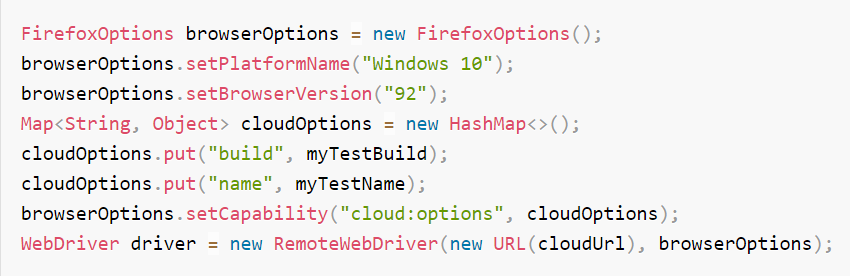 FirefoxOptions browserOptions = new FirefoxOptions();
browserOptions.setPlatformName("Windows 10");
browserOptions.setBrowserVersion("92");
Map<String, Object> cloudOptions = new HashMap<>();
cloudOptions.put("build", myTestBuild);
cloudOptions.put("name", myTestName);
browserOptions.setCapability("cloud:options", cloudOptions);
WebDriver driver = new RemoteWebDriver(new URL(cloudUrl), browserOptions);